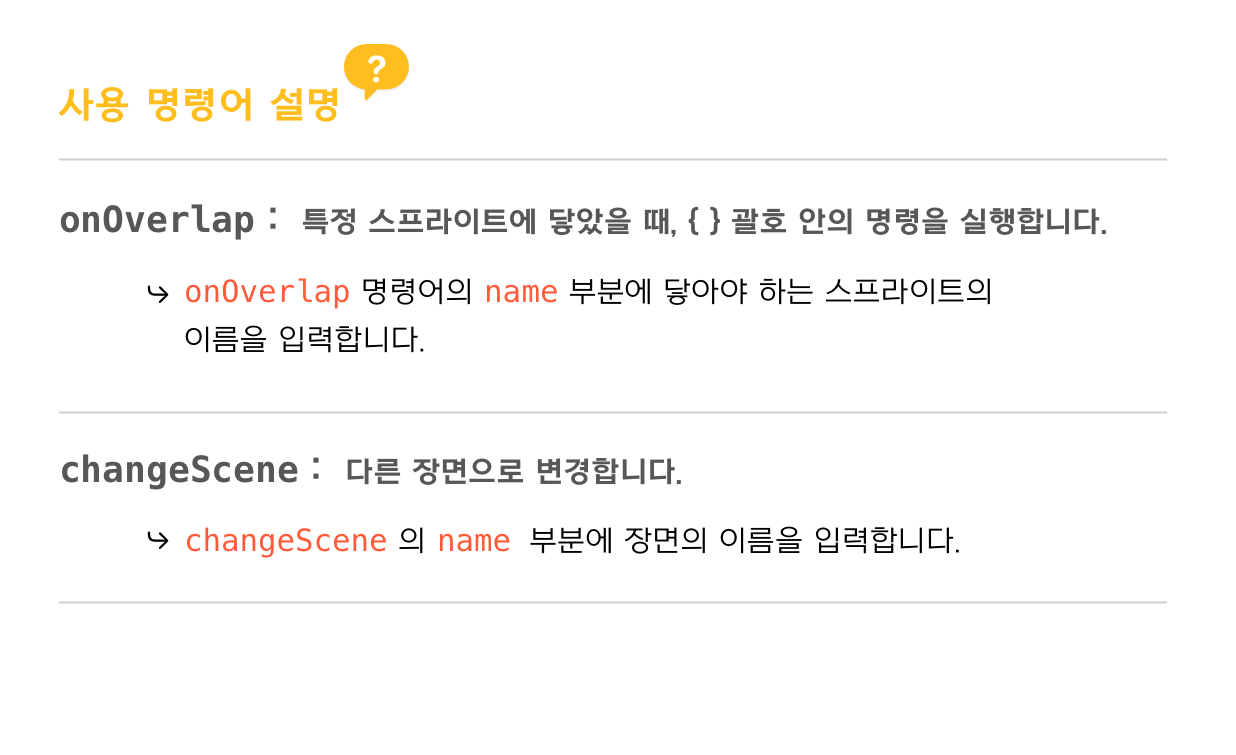 사용 명령어 설명 ?
onOverlap : 특정 스프라이트에 닿았을 때, { } 괄호 안의 명령을 실행합니다.
↳ onOverlap 명령어의 name 부분에 닿아야 하는 스프라이트의
이름을 입력합니다.
changeScene : 다른 장면으로 변경합니다.
↳ changeScene 의 name 부분에 장면의 이름을 입력합니다.